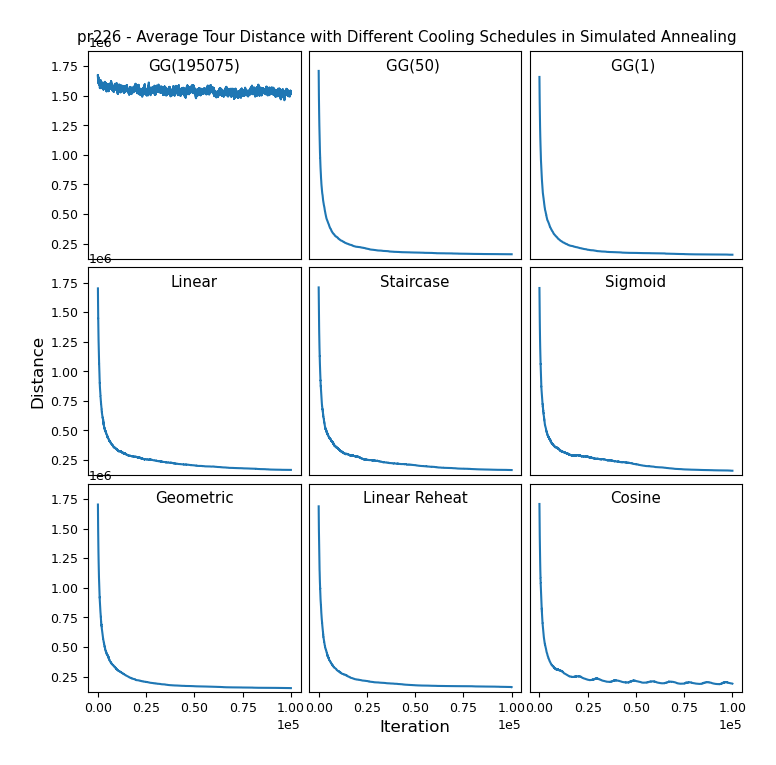 pr226 - Average Tour Distance with Different Cooling Schedules in Simulated Annealing
1e6
GG(195075)
GG(50)
GG(1)
1.75
1.50
1.25
1.00
0.75
0.50
0.25
1e6
Linear
Staircase
Sigmoid
1.75
1.50
1.25
1.00
0.75
0.50
0.25
Distance
1e6
Geometric
Linear Reheat
Cosine
1.75
1.50
1.25
1.00
0.75
0.50
0.25
0.00 0.25 0.50 0.75 1.00 0.00 0.25 0.50 0.75 1.00 0.00 0.25 0.50 0.75 1.00
1e5 1e5 1e5
Iteration